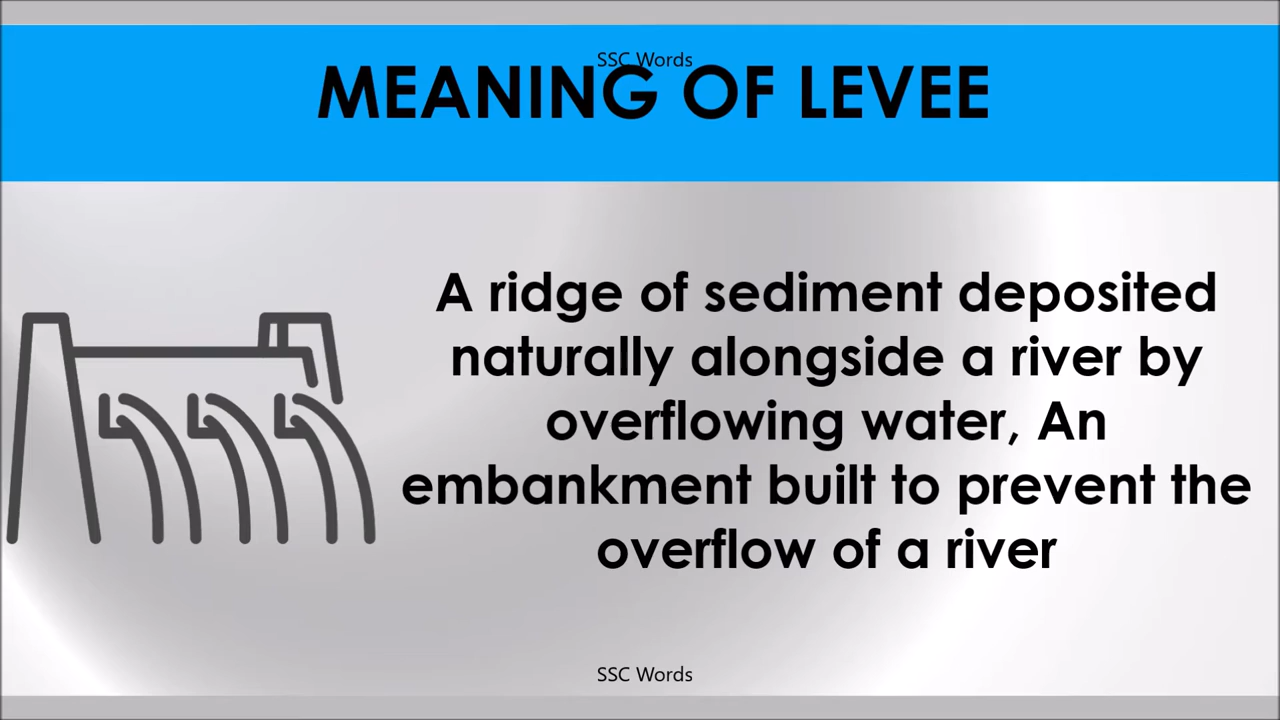 SSC Words
MEANING OF LEVEE
A ridge of sediment deposited
naturally alongside a river by
overflowing water, An
embankment built to prevent the
overflow of a river
SSC Words